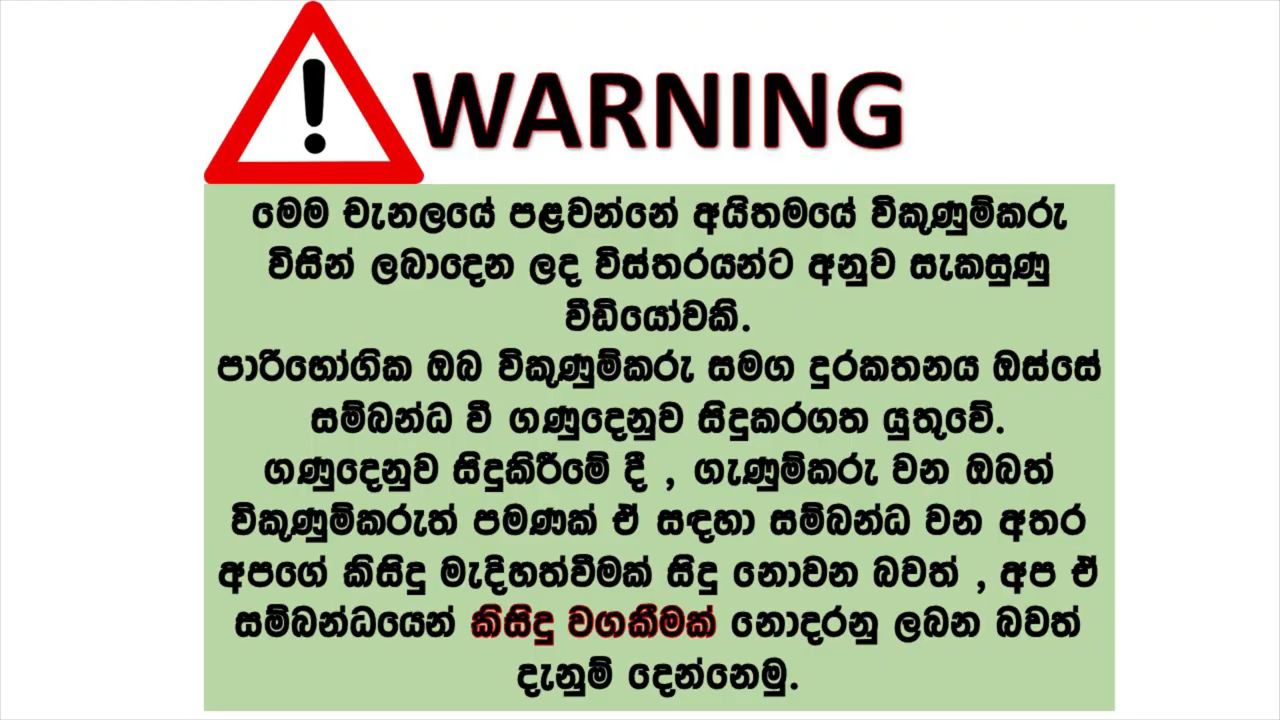 WARNING
මෙම චැනලයේ පළවන්නේ අයිතමයේ විකුණුම්කරු
විසින් ලබාදෙන ලද විස්තරයන්ට අනුව සැකසුණු
වීඩියෝවකි.
පාරිභෝගික ඔබ විකුණුම්කරු සමග දුරකතනය ඔස්සේ
සම්බන්ධ වී ගණුදෙනුව සිදුකරගත යුතුවේ.
ගණුදෙනුව සිදුකිරීමේ දී , ගැණුම්කරු වන ඔබත්
විකුණුම්කරුත් පමණක් ඒ සඳහා සම්බන්ධ වන අතර
අපගේ කිසිදු මැදිහත්වීමක් සිදු නොවන බවත් , අප ඒ
සම්බන්ධයෙන් කිසිදු වගකීමක් නොදරනු ලබන බවත්
දැනුම් දෙන්නෙමු.